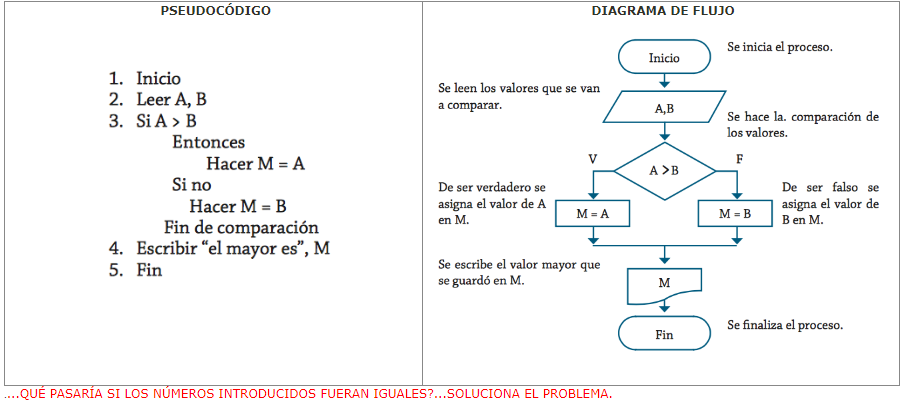 PSEUDOCÓDIGO
1. Inicio
2. Leer A, B
3. Si A > B
Entonces
Hacer M = A
Si no
Hacer M = B
Fin de comparación
4. Escribir “el mayor es”, M
5. Fin
DIAGRAMA DE FLUJO
Inicio
Se inicia el proceso.
Se leen los valores que se van
a comparar.
A,B
Se hace la. comparación de
los valores.
V
A >B
F
De ser verdadero se
asigna el valor de A
en M.
M = A
M = B
De ser falso se
asigna el valor de
B en M.
Se escribe el valor mayor que
se guardó en M.
M
Fin
Se finaliza el proceso.
....QUÉ PASARÍA SI LOS NÚMEROS INTRODUCIDOS FUERAN IGUALES?...SOLUCIONA EL PROBLEMA.